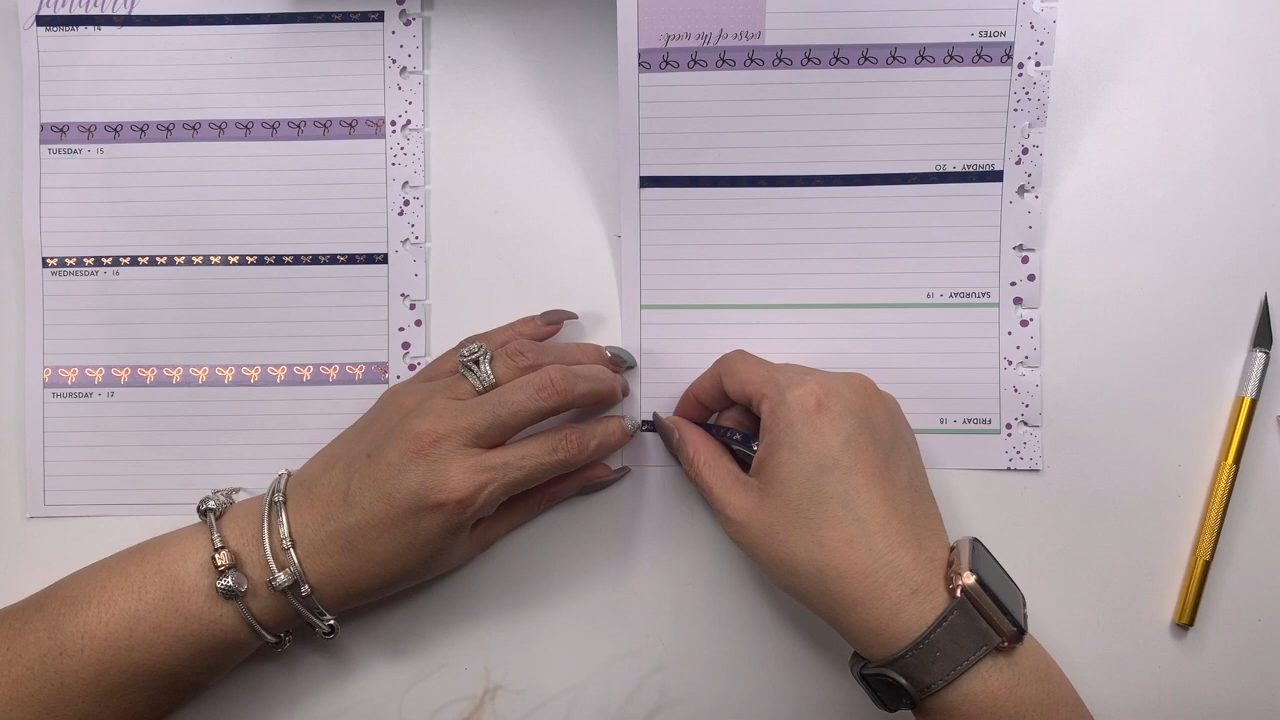 january
MONDAY • 14
TUESDAY • 15
WEDNESDAY • 16
THURSDAY • 17
FRIDAY • 18
SATURDAY • 19
SUNDAY • 20
verse of the week:
NOTES •